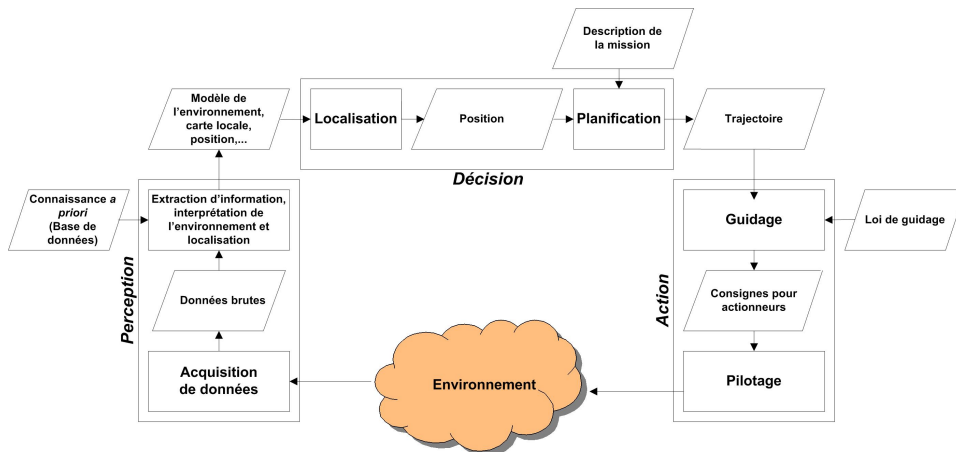 Description de
la mission
Modèle de
l'environnement,
carte locale,
position,...
Localisation
Position
Planification
Trajectoire
Décision
Connaissance a
priori
(Base de
données)
Extraction d'information,
interprétation de
l'environnement et
localisation
Perception
Données brutes
Acquisition
de données
Environnement
Guidage
Loi de guidage
Action
Consignes pour
actionneurs
Pilotage